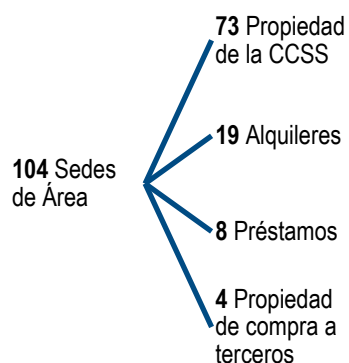 104 Sedes
de Área
73 Propiedad
de la CCSS
19 Alquileres
8 Préstamos
4 Propiedad
de compra a
terceros